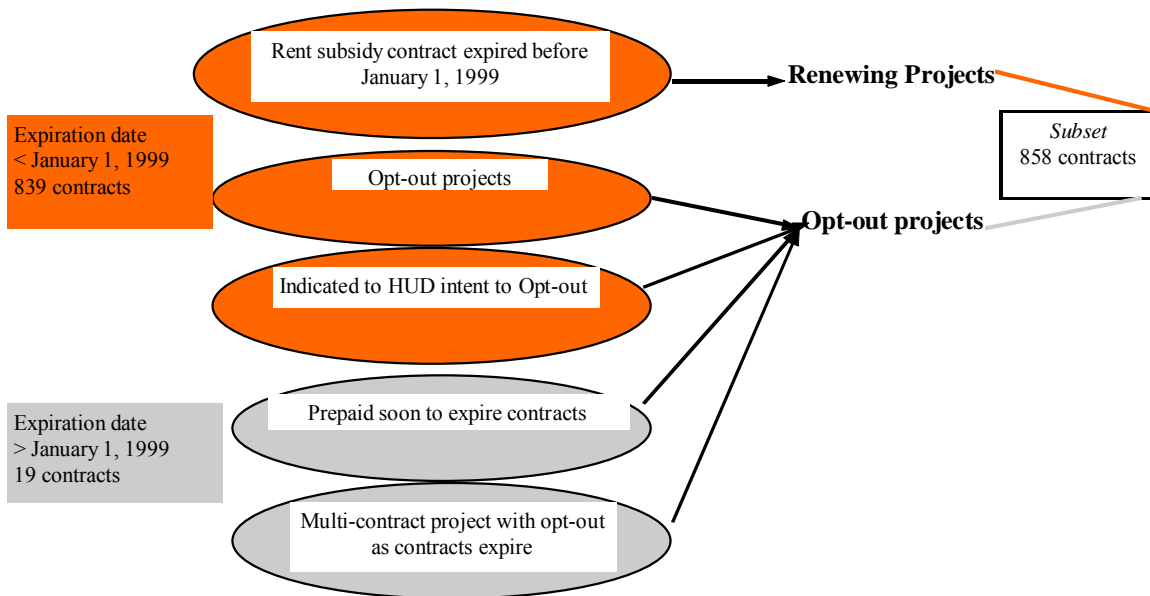 Rent subsidy contract expired before
January 1, 1999
Renewing Projects
Expiration date
< January 1, 1999
839 contracts
Subset
858 contracts
Opt-out projects
Opt-out projects
Indicated to HUD intent to Opt-out
Prepaid soon to expire contracts
Expiration date
> January 1, 1999
19 contracts
Multi-contract project with opt-out
as contracts expire